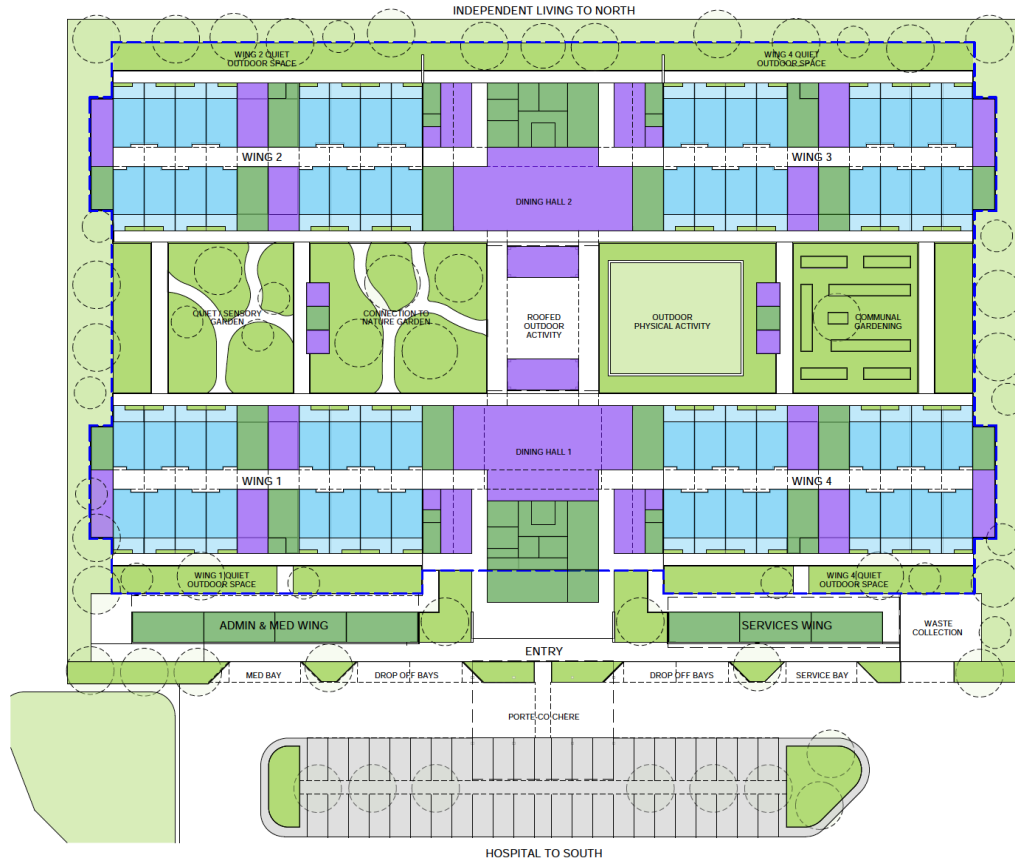 INDEPENDENT LIVING TO NORTH
WING 2 QUIET
OUTDOOR SPACE
WING 4 QUIET
OUTDOOR SPACE
WING 2
WING 3
DINING HALL 2
QUIET / SENSORY
GARDEN
CONNECTION TO
NATURE GARDEN
ROOFED
OUTDOOR
ACTIVITY
OUTDOOR
PHYSICAL ACTIVITY
COMMUNAL
GARDENING
DINING HALL 1
WING 1
WING 4
WING 1 QUIET
OUTDOOR SPACE
WING 4 QUIET
OUTDOOR SPACE
ADMIN & MED WING
SERVICES WING
WASTE
COLLECTION
ENTRY
MED BAY
DROP OFF BAYS
DROP OFF BAYS
SERVICE BAY
PORTE-COCHÈRE
HOSPITAL TO SOUTH